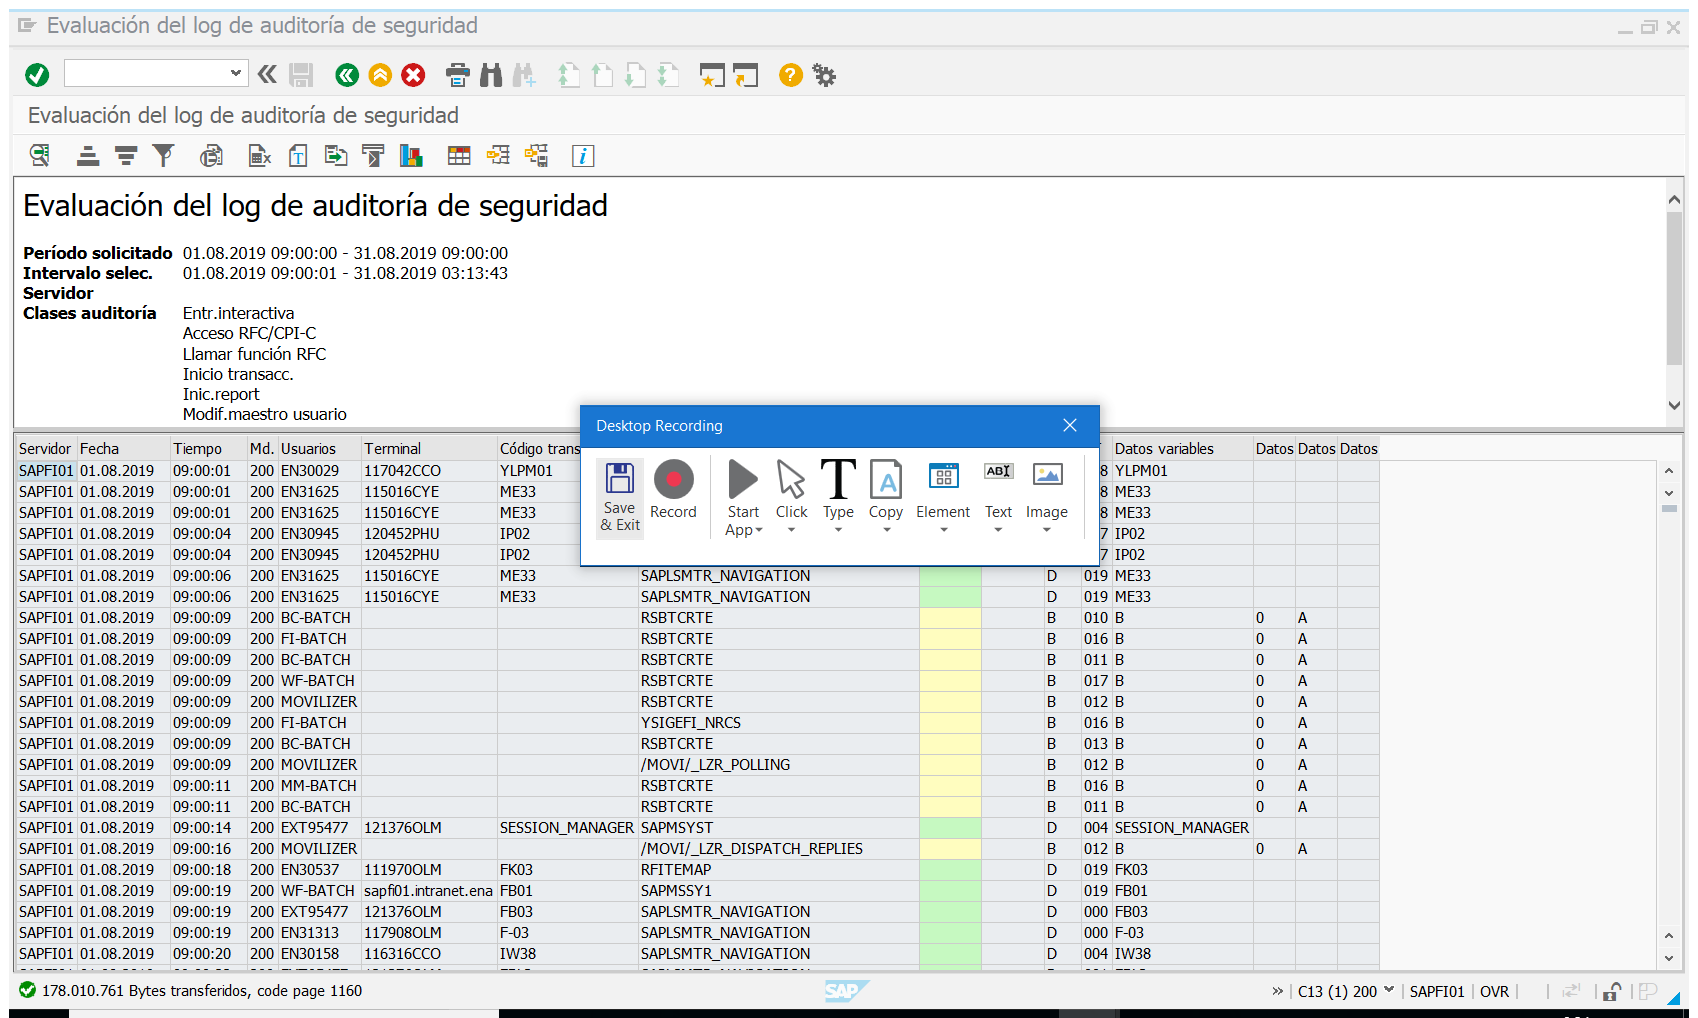 Evaluación del log de auditoría de seguridad
Evaluación del log de auditoría de seguridad
Evaluación del log de auditoría de seguridad
Período solicitado 01.08.2019 09:00:00 - 31.08.2019 09:00:00
Intervalo selec. 01.08.2019 09:00:01 - 31.08.2019 03:13:43
Servidor
Clases auditoría Entr.interactiva
Acceso RFC/CPI-C
Llamar función RFC
Inicio transacc.
Inic.report
Modif.maestro usuario
Desktop Recording
Save & Exit Record Start App Click Type Copy Element Text Image
Servidor Fecha Tiempo Md. Usuarios Terminal Código trans Datos variables Datos Datos Datos
SAPFI01 01.08.2019 09:00:01 200 EN30029 117042CCO YLPM01 8 YLPM01
SAPFI01 01.08.2019 09:00:01 200 EN31625 115016CYE ME33 8 ME33
SAPFI01 01.08.2019 09:00:01 200 EN31625 115016CYE ME33 8 ME33
SAPFI01 01.08.2019 09:00:04 200 EN30945 120452PHU IP02 7 IP02
SAPFI01 01.08.2019 09:00:04 200 EN30945 120452PHU IP02 7 IP02
SAPFI01 01.08.2019 09:00:06 200 EN31625 115016CYE ME33 SAPLSMTR_NAVIGATION D 019 ME33
SAPFI01 01.08.2019 09:00:06 200 EN31625 115016CYE ME33 SAPLSMTR_NAVIGATION D 019 ME33
SAPFI01 01.08.2019 09:00:09 200 BC-BATCH RSBTCRTE B 010 B 0 A
SAPFI01 01.08.2019 09:00:09 200 FI-BATCH RSBTCRTE B 016 B 0 A
SAPFI01 01.08.2019 09:00:09 200 BC-BATCH RSBTCRTE B 011 B 0 A
SAPFI01 01.08.2019 09:00:09 200 WF-BATCH RSBTCRTE B 017 B 0 A
SAPFI01 01.08.2019 09:00:09 200 MOVILIZER RSBTCRTE B 012 B 0 A
SAPFI01 01.08.2019 09:00:09 200 FI-BATCH YSIGEFI_NRCS B 016 B 0 A
SAPFI01 01.08.2019 09:00:09 200 BC-BATCH RSBTCRTE B 013 B 0 A
SAPFI01 01.08.2019 09:00:09 200 MOVILIZER /MOVI/_LZR_POLLING B 012 B 0 A
SAPFI01 01.08.2019 09:00:11 200 MM-BATCH RSBTCRTE B 016 B 0 A
SAPFI01 01.08.2019 09:00:11 200 BC-BATCH RSBTCRTE B 011 B 0 A
SAPFI01 01.08.2019 09:00:14 200 EXT95477 121376OLM SESSION_MANAGER SAPMSYST D 004 SESSION_MANAGER
SAPFI01 01.08.2019 09:00:16 200 MOVILIZER /MOVI/_LZR_DISPATCH_REPLIES B 012 B 0 A
SAPFI01 01.08.2019 09:00:18 200 EN30537 111970OLM FK03 RFITEMAP D 019 FK03
SAPFI01 01.08.2019 09:00:19 200 WF-BATCH sapfi01.intranet.ena FB01 SAPMSSY1 D 019 FB01
SAPFI01 01.08.2019 09:00:19 200 EXT95477 121376OLM FB03 SAPLSMTR_NAVIGATION D 000 FB03
SAPFI01 01.08.2019 09:00:19 200 EN31313 117908OLM F-03 SAPLSMTR_NAVIGATION D 000 F-03
SAPFI01 01.08.2019 09:00:20 200 EN30158 116316CCO IW38 SAPLSMTR_NAVIGATION D 004 IW38
178.010.761 Bytes transferidos, code page 1160 SAP C13 (1) 200 SAPFI01 OVR